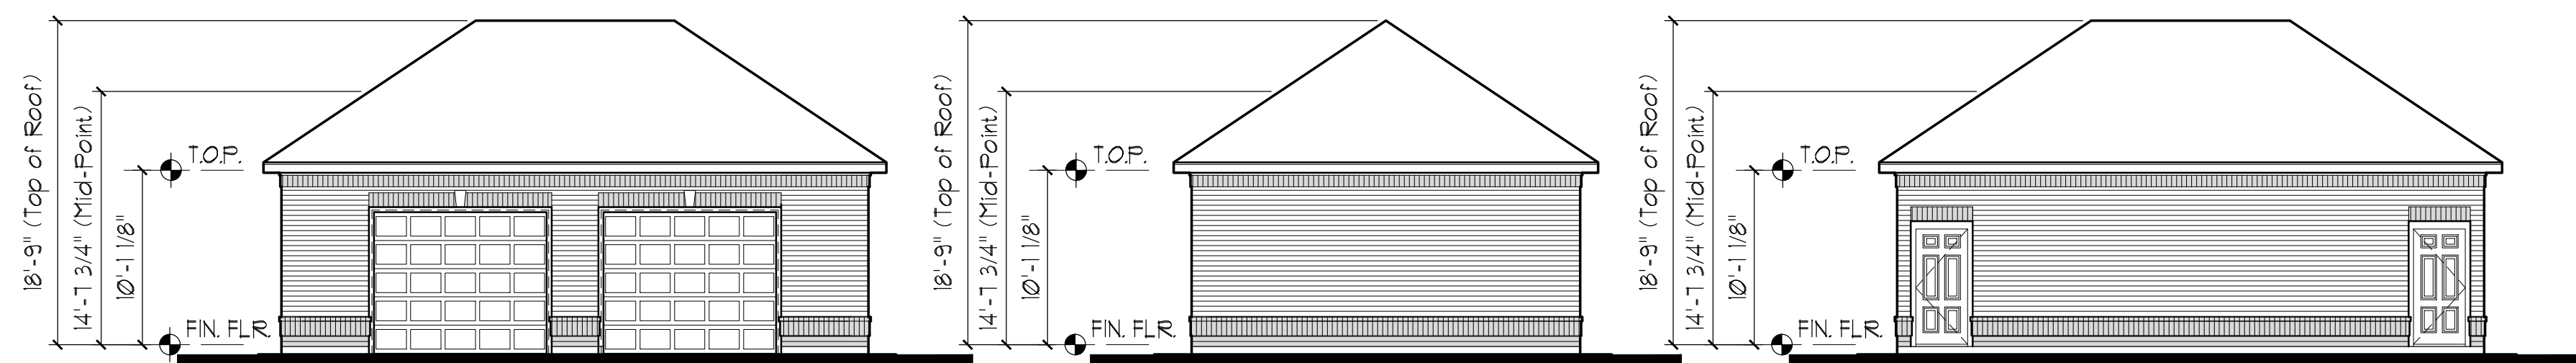 18'-9" (Top of Roof)
14'-7 3/4" (Mid-Point)
10'-1 1/8"
T.O.P.
FIN. FLR.
18'-9" (Top of Roof)
14'-7 3/4" (Mid-Point)
10'-1 1/8"
T.O.P.
FIN. FLR.
18'-9" (Top of Roof)
14'-7 3/4" (Mid-Point)
10'-1 1/8"
T.O.P.
FIN. FLR.